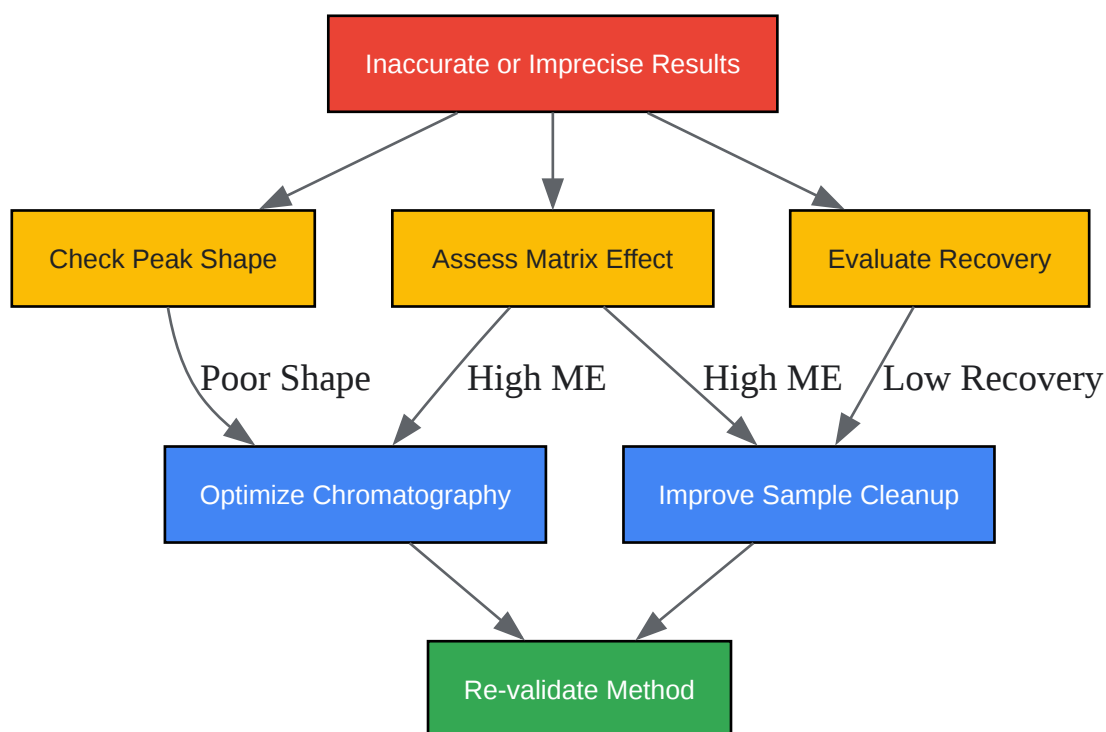 Inaccurate or Imprecise Results
Check Peak Shape
Assess Matrix Effect
Evaluate Recovery
Poor Shape
High ME
High ME
Low Recovery
Optimize Chromatography
Improve Sample Cleanup
Re-validate Method